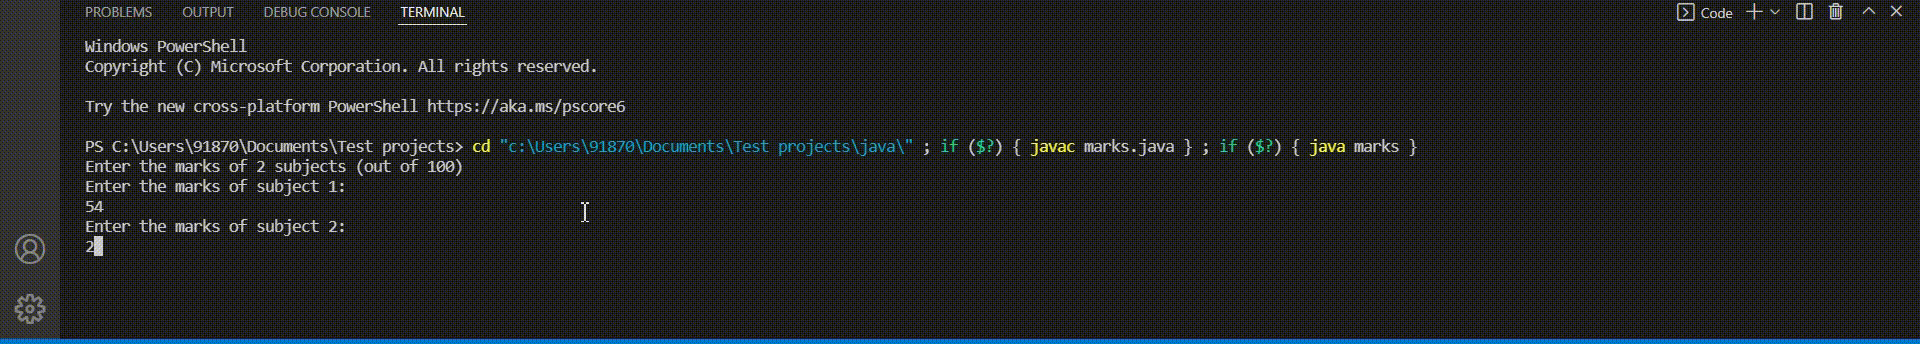 PROBLEMS OUTPUT DEBUG CONSOLE TERMINAL Code
Windows PowerShell
Copyright (C) Microsoft Corporation. All rights reserved.
Try the new cross-platform PowerShell https://aka.ms/pscore6
PS C:\Users\91870\Documents\Test projects> cd "c:\Users\91870\Documents\Test projects\java\" ; if ($?) { javac marks.java } ; if ($?) { java marks }
Enter the marks of 2 subjects (out of 100)
Enter the marks of subject 1:
54
Enter the marks of subject 2:
2